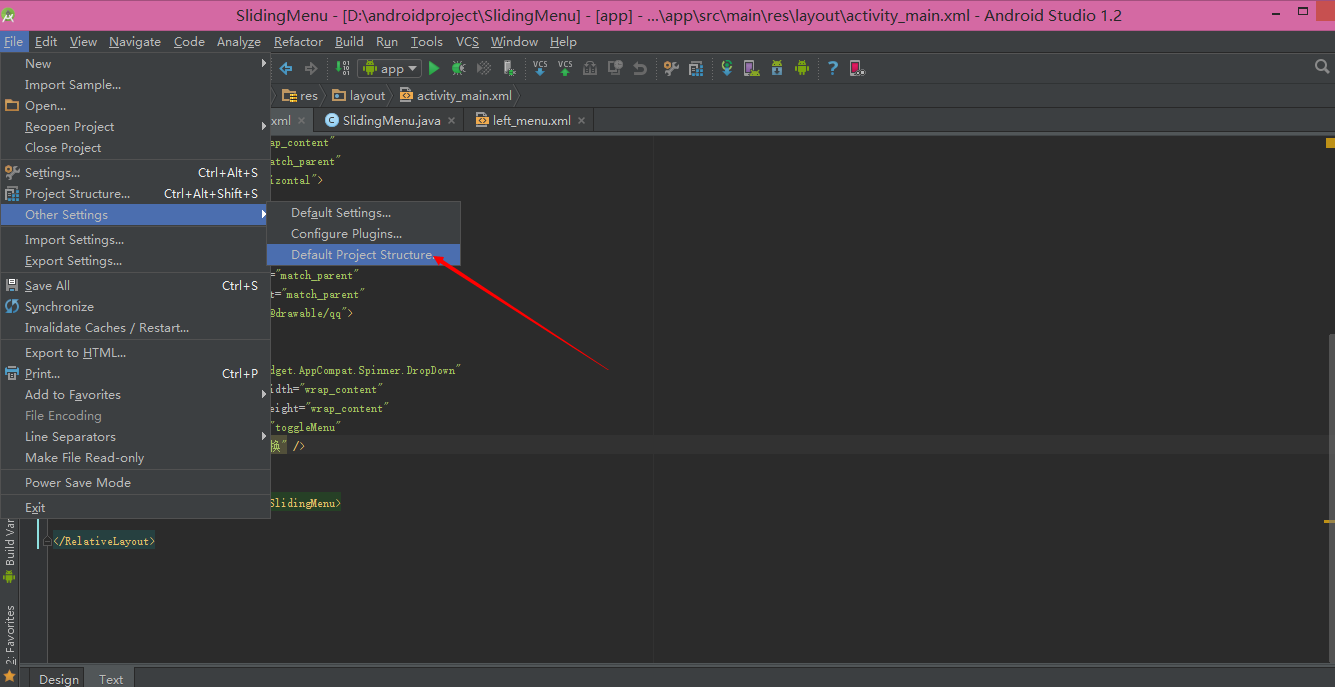 SlidingMenu - [D:\androidproject\SlidingMenu] - [app] - ...\app\src\main\res\layout\activity_main.xml - Android Studio 1.2
File Edit View Navigate Code Analyze Refactor Build Run Tools VCS Window Help
app VCS VCS ?
res layout activity_main.xml
xml SlidingMenu.java left_menu.xml
New
Import Sample...
Open...
Reopen Project
Close Project
Settings... Ctrl+Alt+S
Project Structure... Ctrl+Alt+Shift+S
Other Settings
Import Settings...
Export Settings...
Save All Ctrl+S
Synchronize
Invalidate Caches / Restart...
Export to HTML...
Print... Ctrl+P
Add to Favorites
File Encoding
Line Separators
Make File Read-only
Power Save Mode
Exit
Default Settings...
Configure Plugins...
Default Project Structure..
ap_content"
atch_parent"
izontal">
="match_parent"
t="match_parent"
@drawable/qq">
dget.AppCompat.Spinner.DropDown"
idth="wrap_content"
eight="wrap_content"
"toggleMenu"
换" />
SlidingMenu>
</RelativeLayout>
Build Var
2: Favorites
Design Text